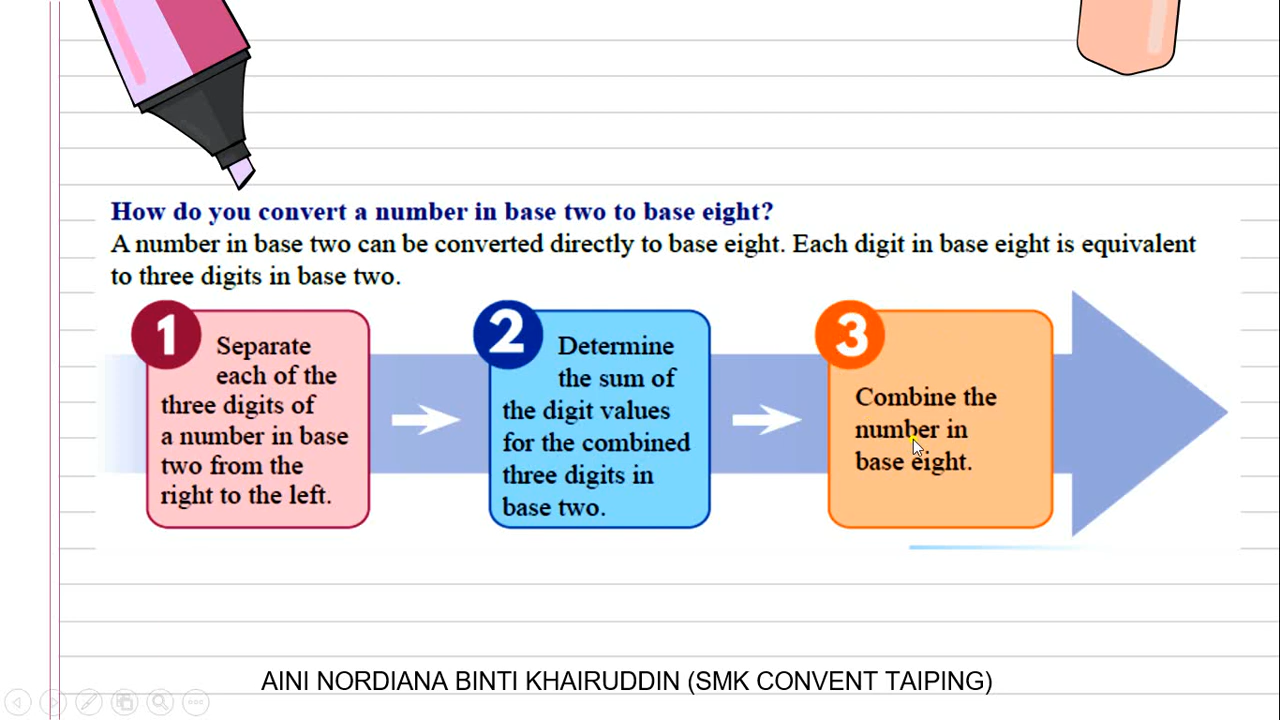 How do you convert a number in base two to base eight?
A number in base two can be converted directly to base eight. Each digit in base eight is equivalent
to three digits in base two.
1
Separate
each of the
three digits of
a number in base
two from the
right to the left.
2
Determine
the sum of
the digit values
for the combined
three digits in
base two.
3
Combine the
number in
base eight.
AINI NORDIANA BINTI KHAIRUDDIN (SMK CONVENT TAIPING)